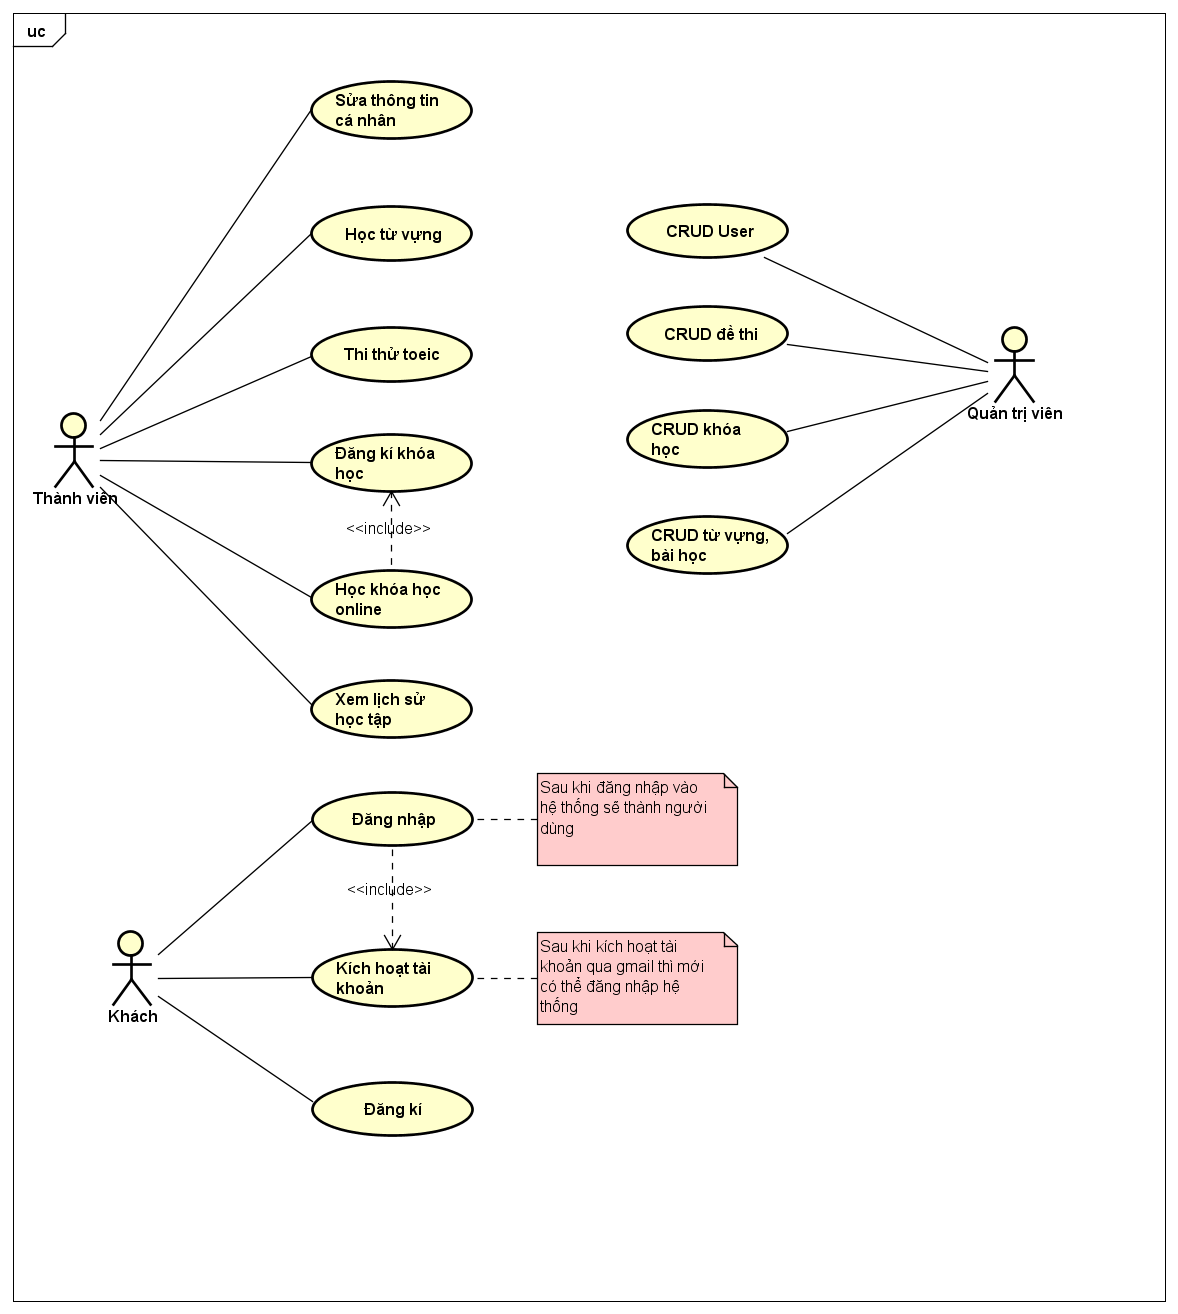 uc
Sửa thông tin
cá nhân
Học từ vựng
Thi thử toeic
Đăng kí khóa
học
<<include>>
Học khóa học
online
Xem lịch sử
học tập
Thành viên
CRUD User
CRUD đề thi
CRUD khóa
học
CRUD từ vựng,
bài học
Quản trị viên
Đăng nhập
Sau khi đăng nhập vào
hệ thống sẽ thành người
dùng
<<include>>
Kích hoạt tài
khoản
Sau khi kích hoạt tài
khoản qua gmail thì mới
có thể đăng nhập hệ
thống
Khách
Đăng kí